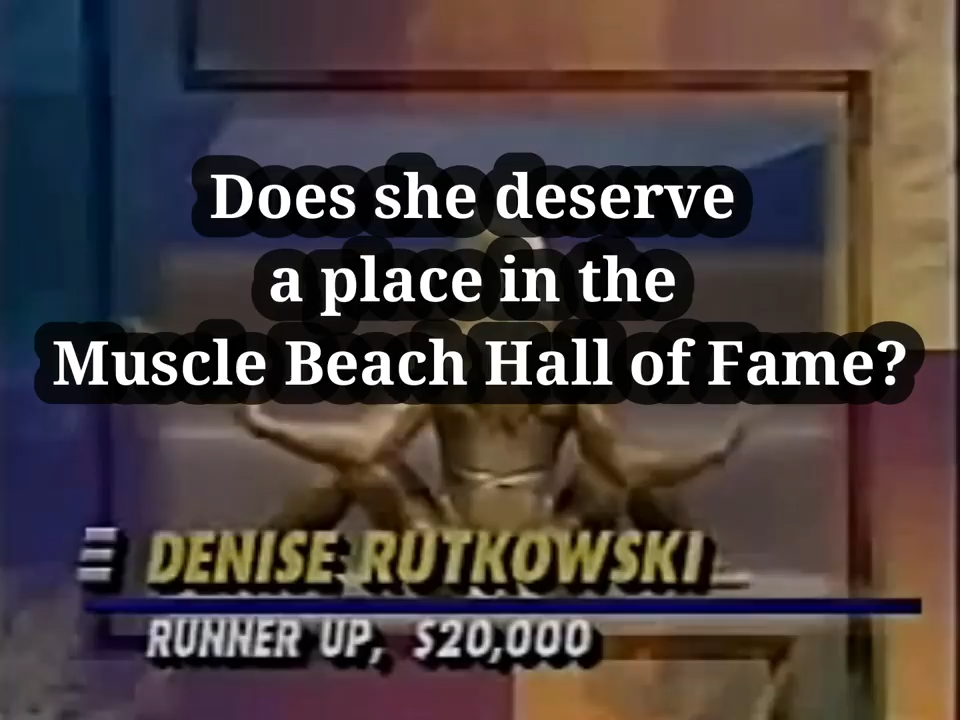 Does she deserve
a place in the
Muscle Beach Hall of Fame?
DENISE RUTKOWSKI
RUNNER UP, $20,000